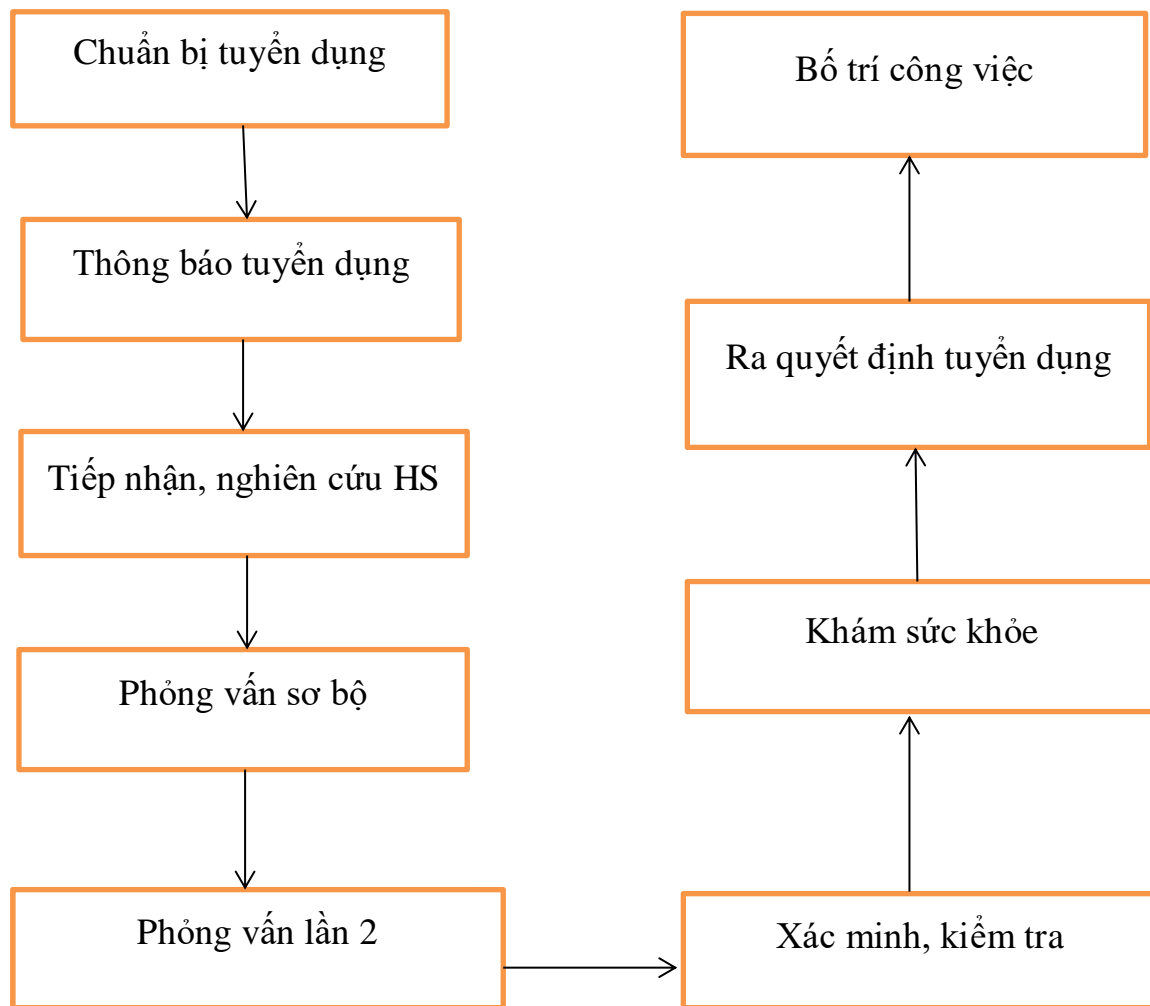 Chuẩn bị tuyển dụng
Thông báo tuyển dụng
Tiếp nhận, nghiên cứu HS
Phỏng vấn sơ bộ
Phỏng vấn lần 2
Xác minh, kiểm tra
Khám sức khỏe
Ra quyết định tuyển dụng
Bố trí công việc